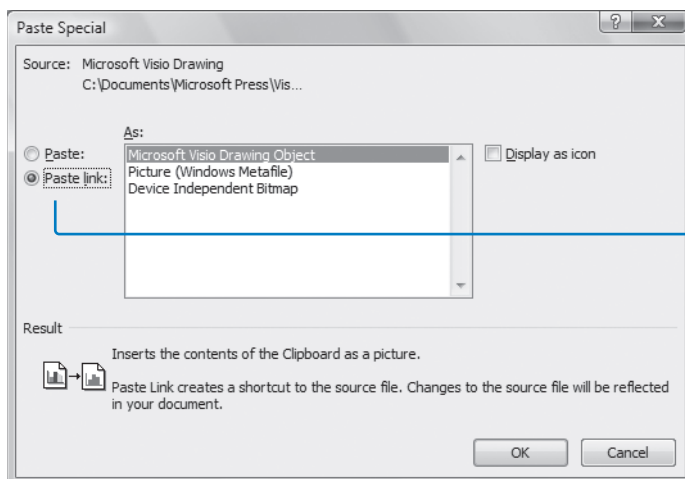 Paste Special
?
X
Source: Microsoft Visio Drawing
C:\Documents\Microsoft Press\Vis...
As:
Paste:
Paste link:
Microsoft Visio Drawing Object
Picture (Windows Metafile)
Device Independent Bitmap
Display as icon
Result
Inserts the contents of the Clipboard as a picture.
Paste Link creates a shortcut to the source file. Changes to the source file will be reflected
in your document.
OK
Cancel